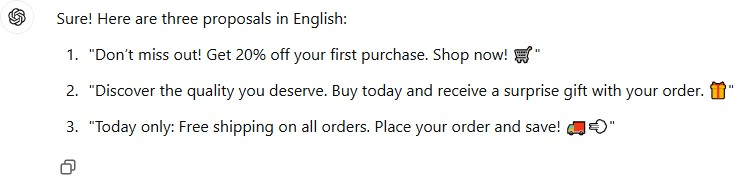 Sure! Here are three proposals in English:
1. "Don't miss out! Get 20% off your first purchase. Shop now! 🛒"
2. "Discover the quality you deserve. Buy today and receive a surprise gift with your order. 🎁"
3. "Today only: Free shipping on all orders. Place your order and save! 🚚💨"